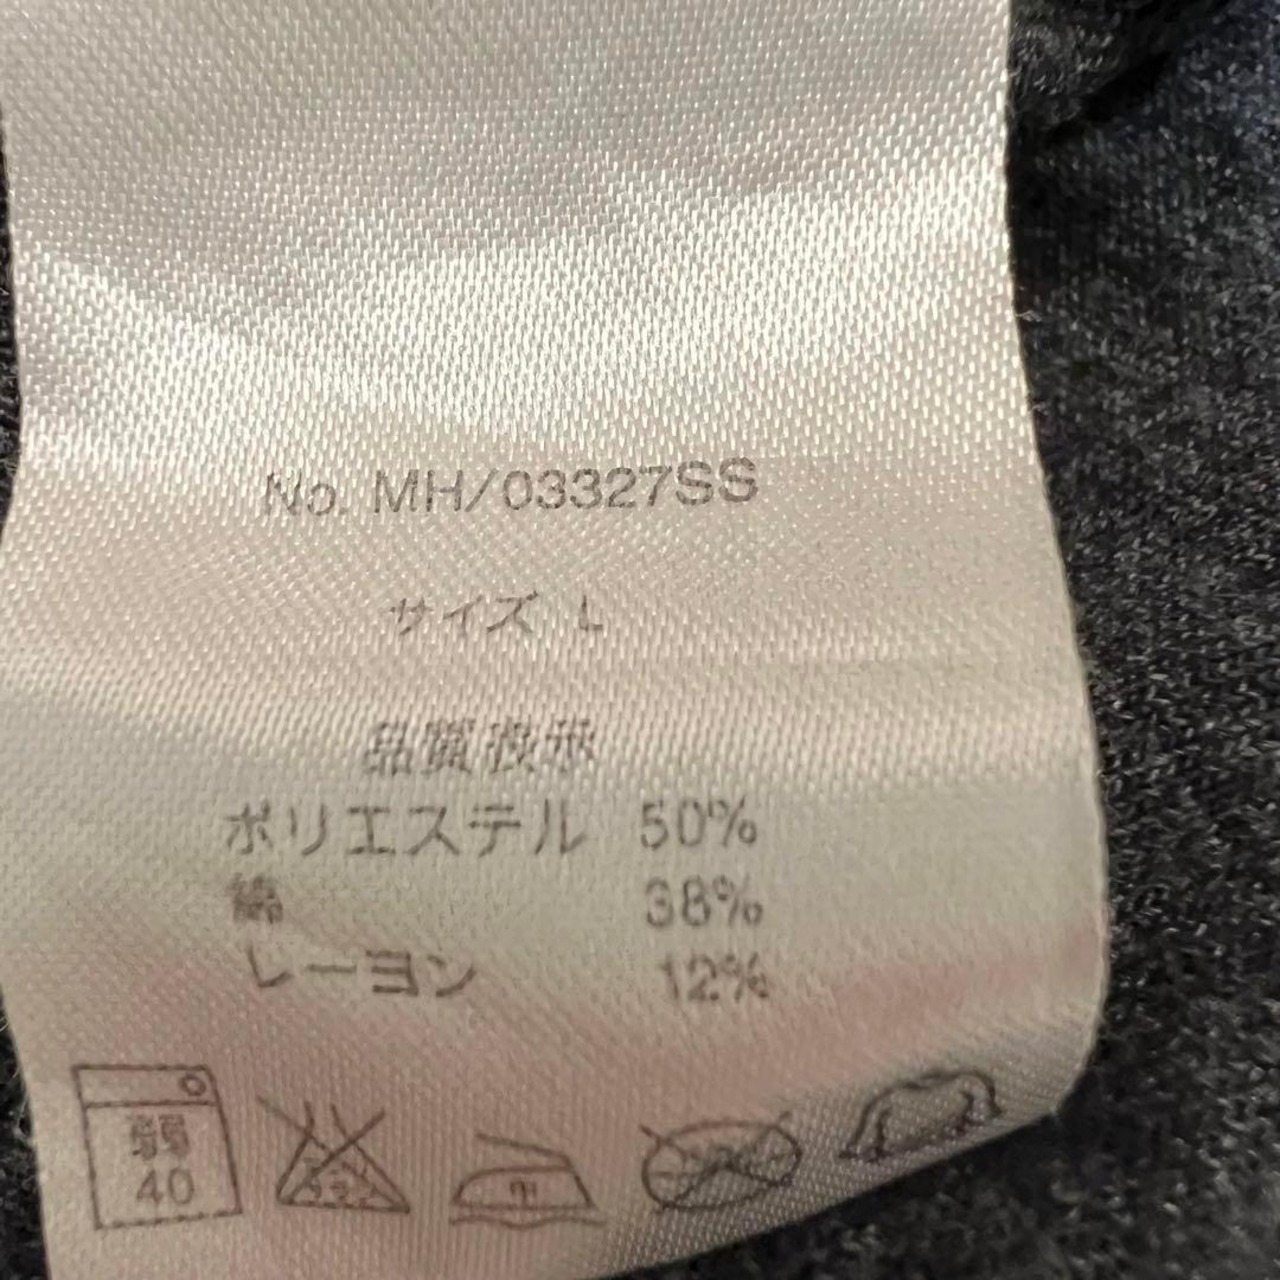 No. MH/03327SS
サイズ L
品質表示
ポリエステル 50%
綿 38%
レーヨン 12%
弱
40
中